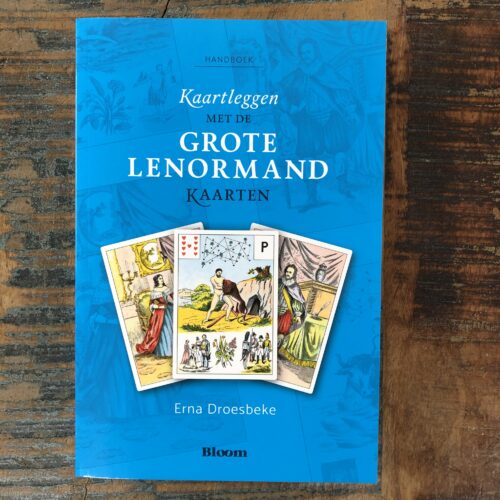 HANDBOEK
Kaartleggen
MET DE
GROTE
LENORMAND
KAARTEN
P
Erna Droesbeke
Bloom